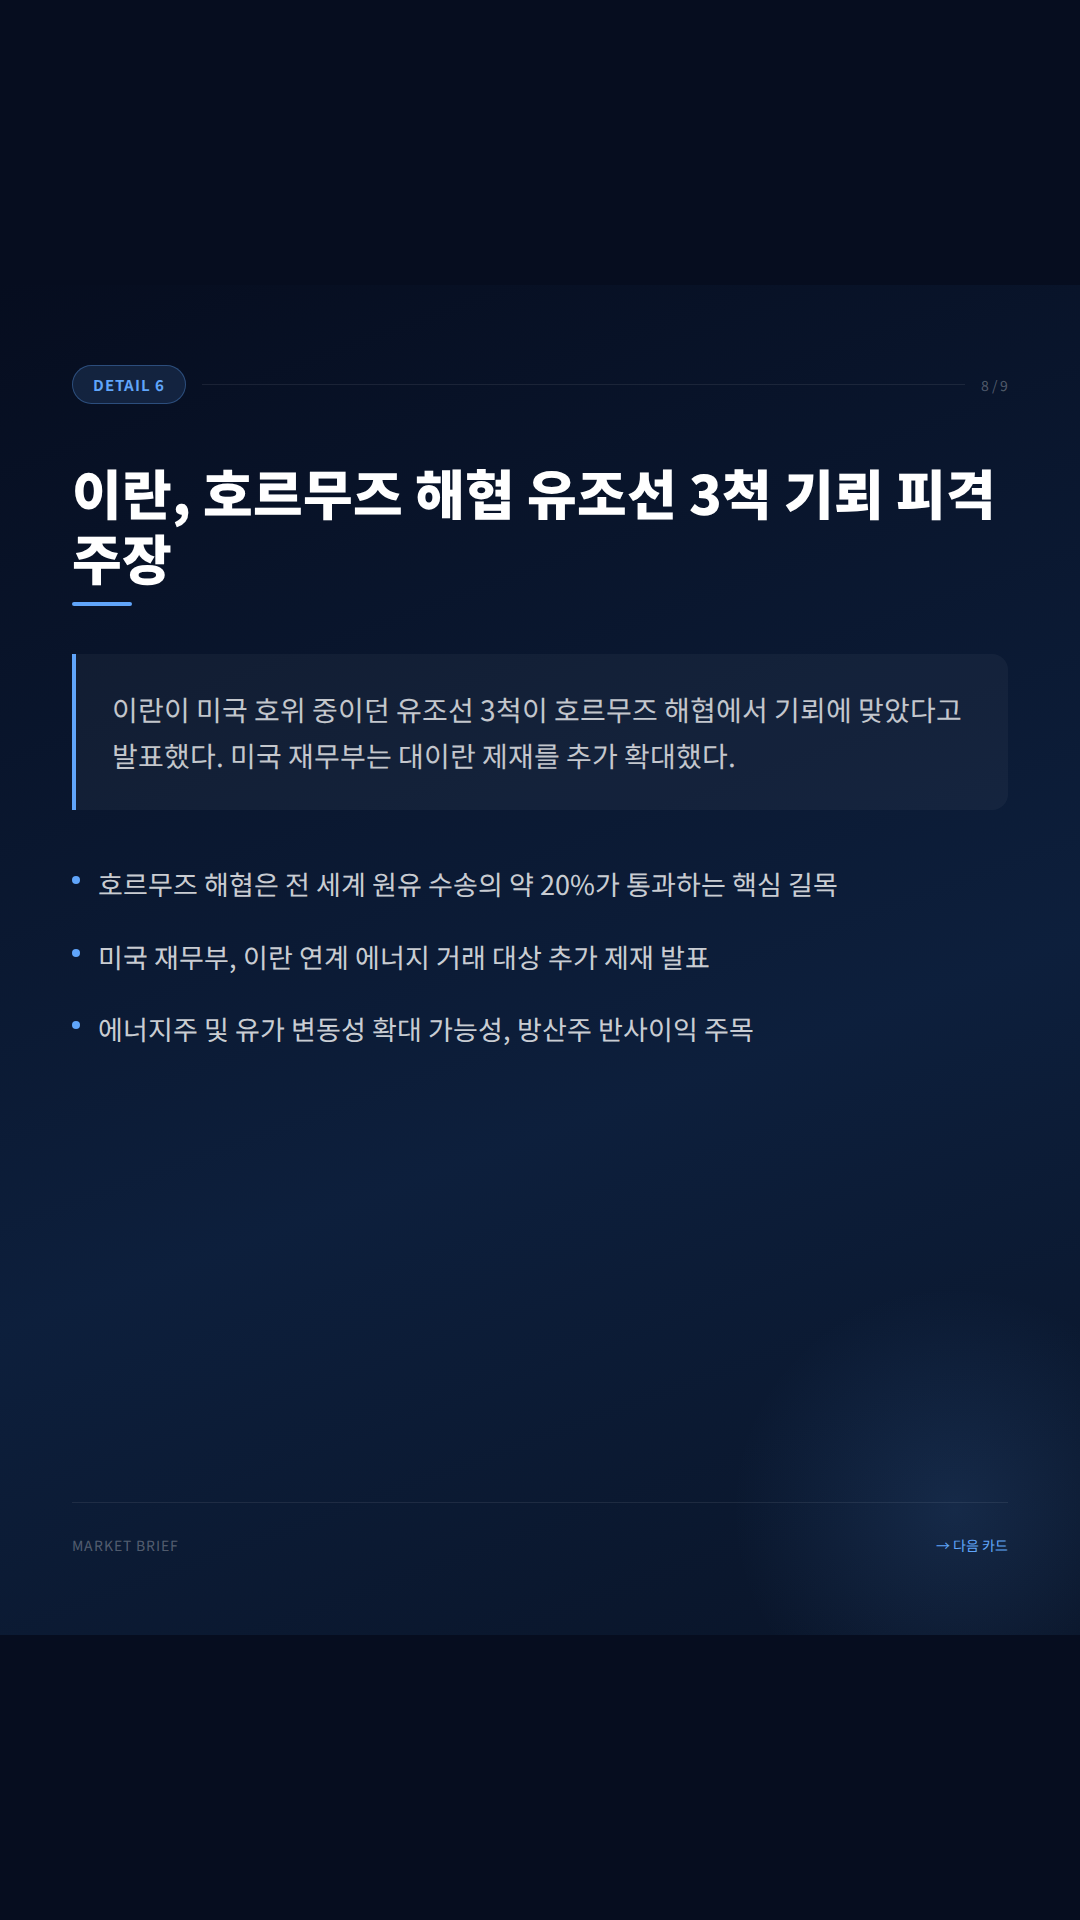 DETAIL 6
8 / 9
이란, 호르무즈 해협 유조선 3척 기뢰 피격
주장
이란이 미국 호위 중이던 유조선 3척이 호르무즈 해협에서 기뢰에 맞았다고
발표했다. 미국 재무부는 대이란 제재를 추가 확대했다.
• 호르무즈 해협은 전 세계 원유 수송의 약 20%가 통과하는 핵심 길목
• 미국 재무부, 이란 연계 에너지 거래 대상 추가 제재 발표
• 에너지주 및 유가 변동성 확대 가능성, 방산주 반사이익 주목
MARKET BRIEF
→ 다음 카드